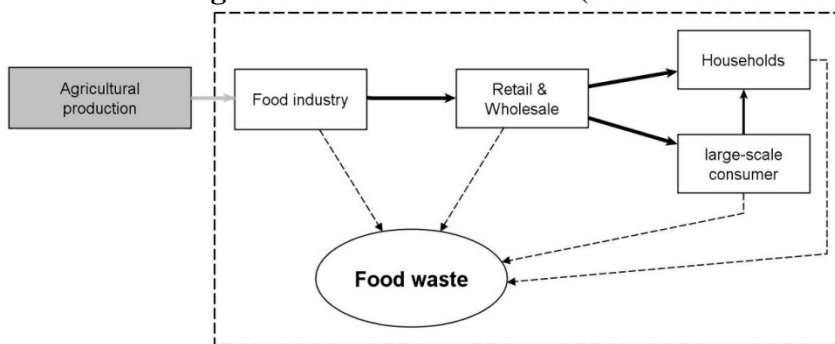 Agricultural
production
Food industry
Retail &
Wholesale
Households
large-scale
consumer
Food waste